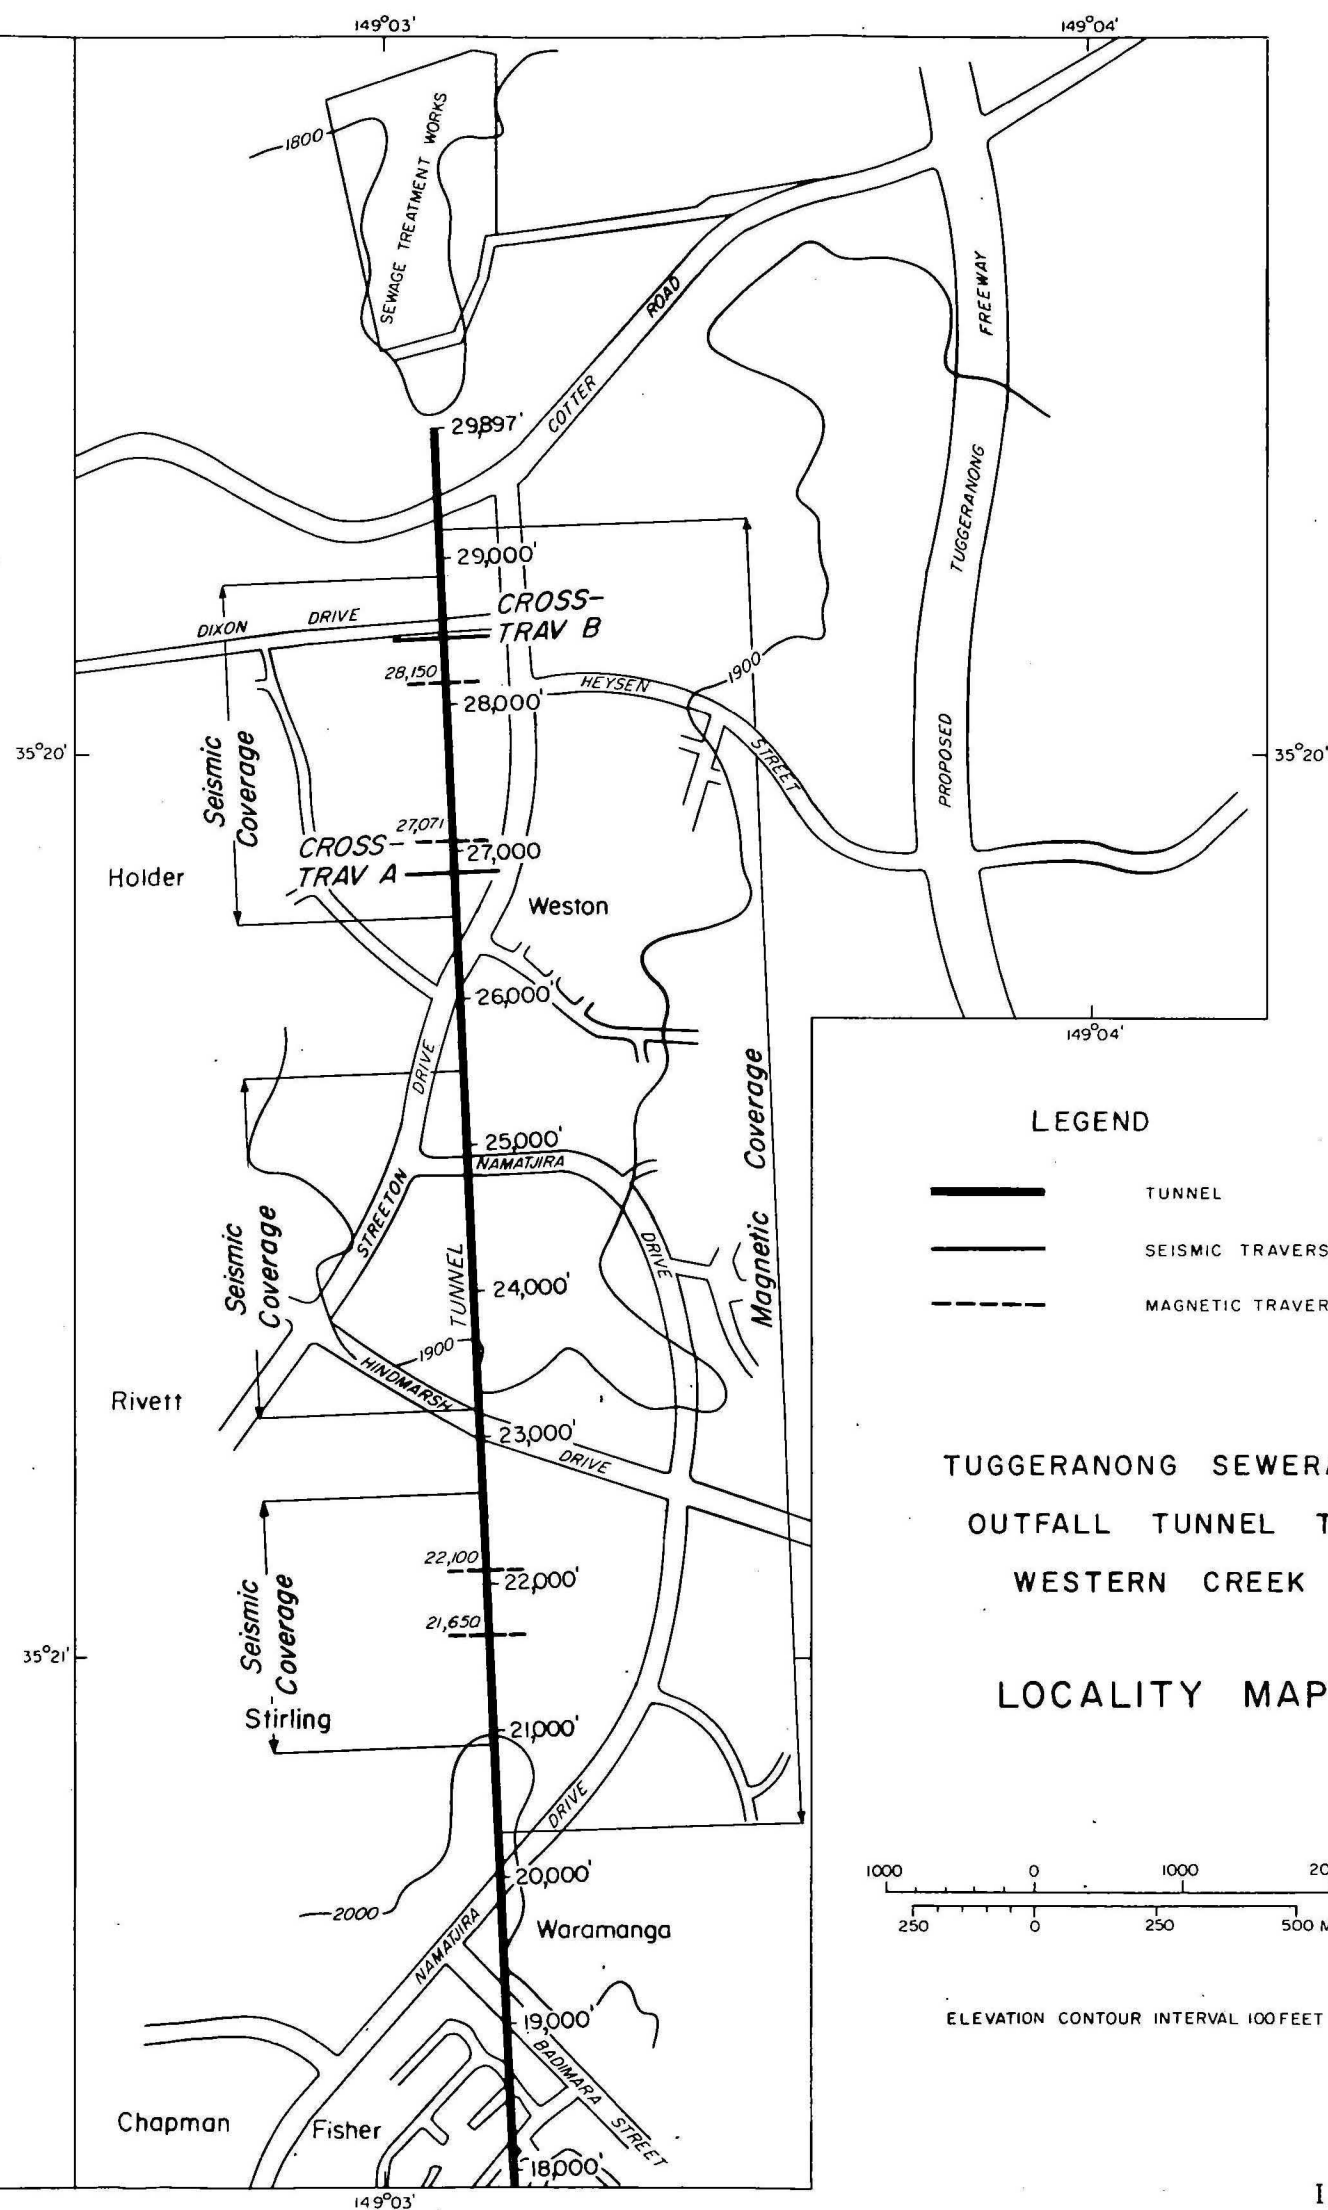 149°03'
149°04'
1800
SEWAGE TREATMENT WORKS
COTTER ROAD
PROPOSED TUGGERANONG FREEWAY
29,897'
29,000'
CROSS-
TRAV B
DIXON DRIVE
28,150
28,000'
HEYSEN STREET
1900
35°20'
35°20'
Seismic
Coverage
27,071
CROSS-
TRAV A
27,000
Holder
Weston
26,000'
149°04'
STREETON DRIVE
25,000'
NAMATJIRA DRIVE
Magnetic Coverage
Seismic
Coverage
TUNNEL
24,000'
1900
HINDMARSH DRIVE
Rivett
23,000'
22,100
22,000'
Seismic
Coverage
21,650
35°21'
Stirling
21,000'
NAMATJIRA DRIVE
20,000'
2000
Waramanga
19,000'
BADIMARA STREET
Chapman
Fisher
18,000'
149°03'
LEGEND
TUNNEL
SEISMIC TRAVERS
MAGNETIC TRAVER
TUGGERANONG SEWERA
OUTFALL TUNNEL T
WESTERN CREEK
LOCALITY MAP
1000 0 1000 20
250 0 250 500 M
ELEVATION CONTOUR INTERVAL 100 FEET
I